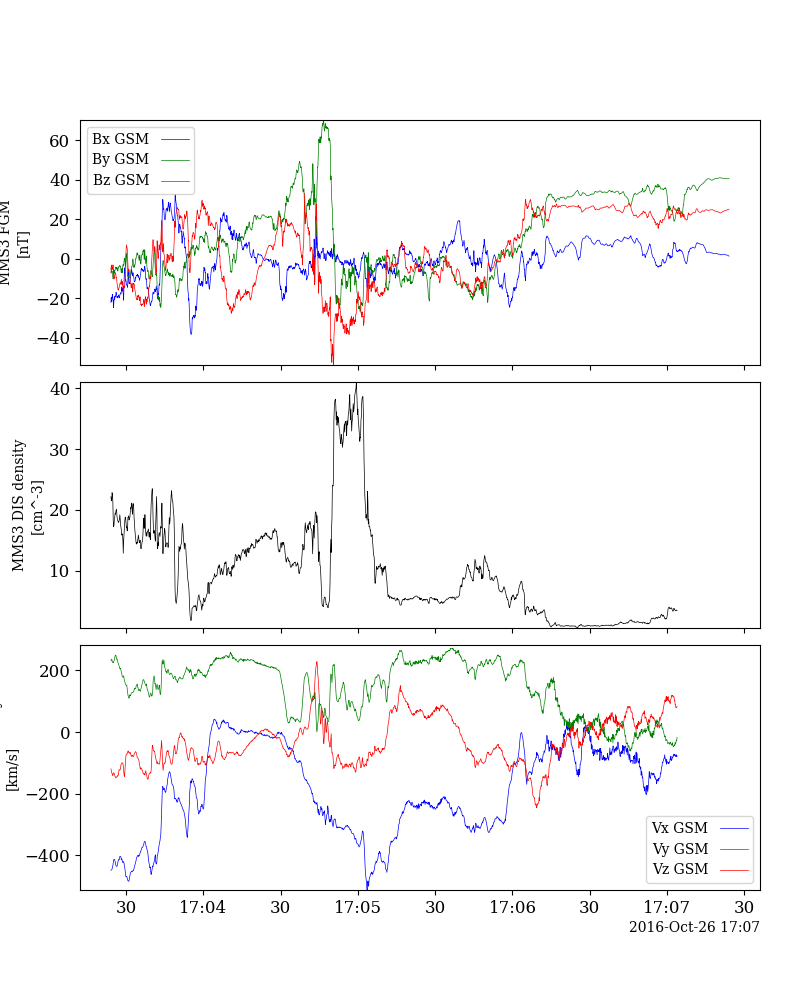 60
40
20
0
−20
−40
MMS3 FGM
[nT]
Bx GSM
By GSM
Bz GSM
40
30
20
10
MMS3 DIS density
[cm^-3]
200
0
−200
−400
[km/s]
Vx GSM
Vy GSM
Vz GSM
30 17:04 30 17:05 30 17:06 30 17:07 30
2016-Oct-26 17:07